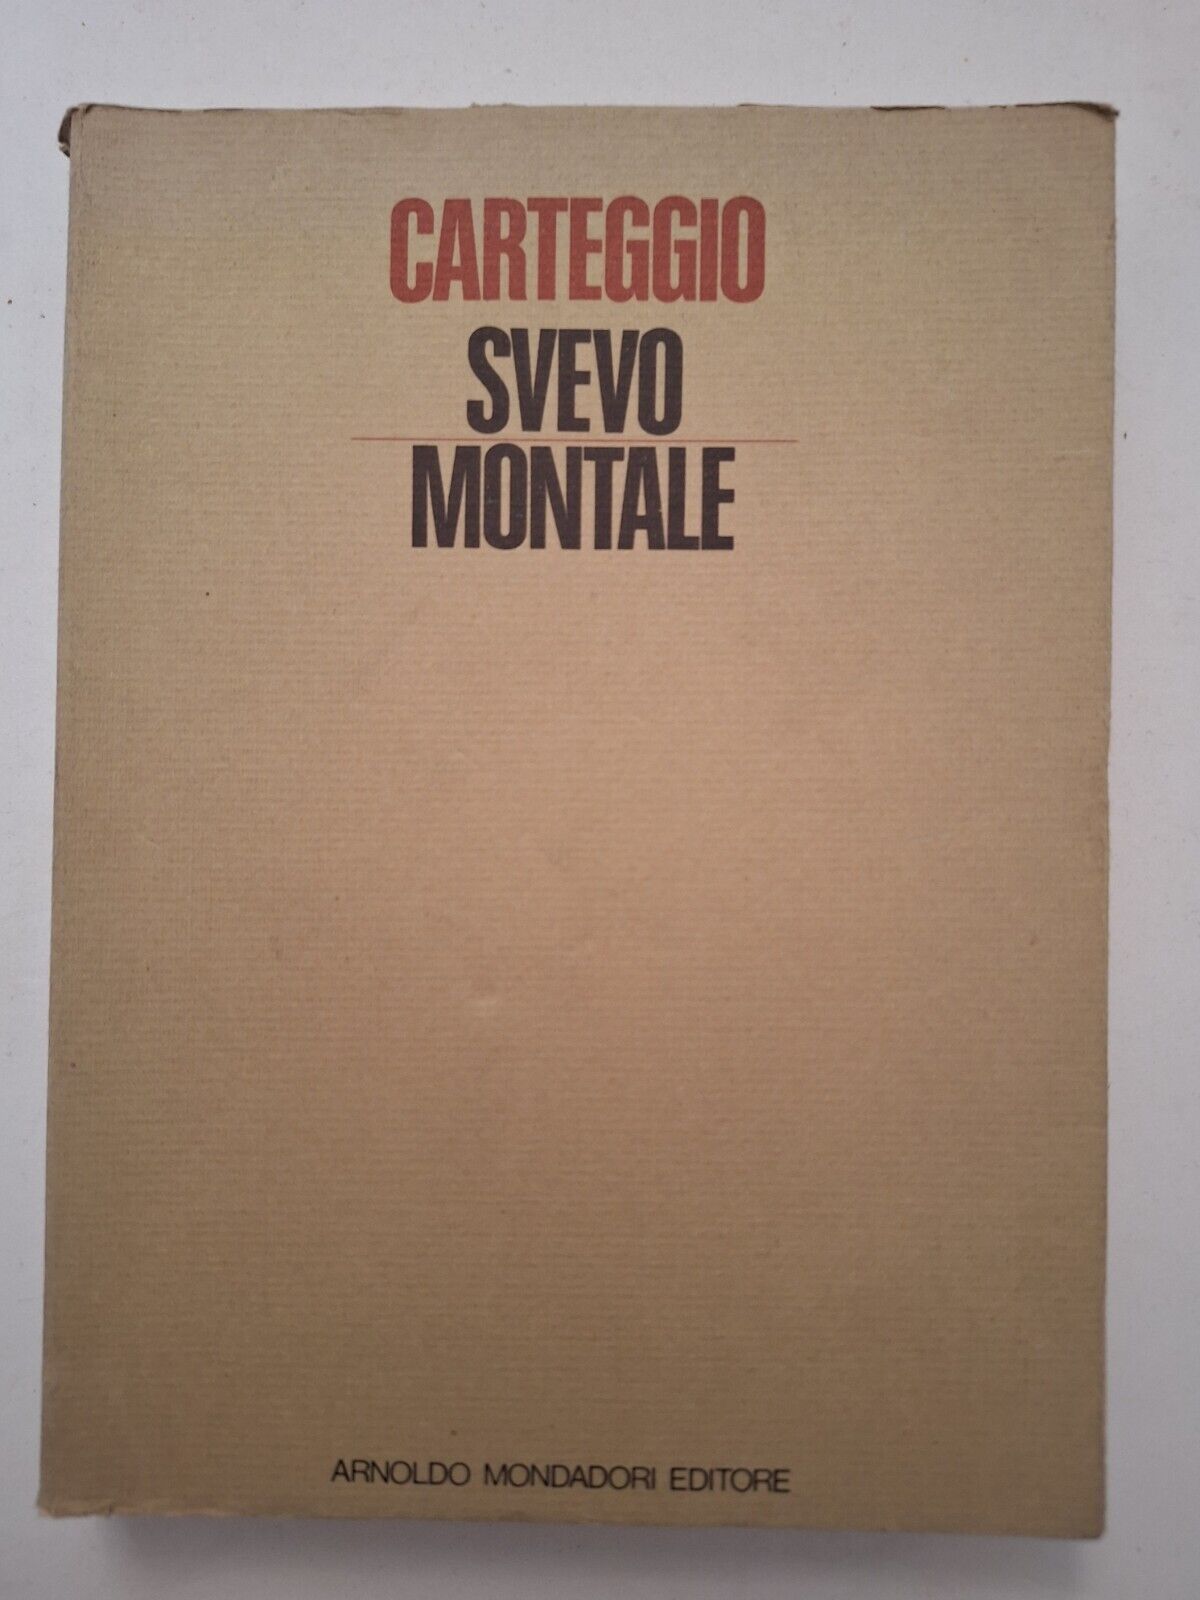 CARTEGGIO
SVEVO
MONTALE
ARNOLDO MONDADORI EDITORE